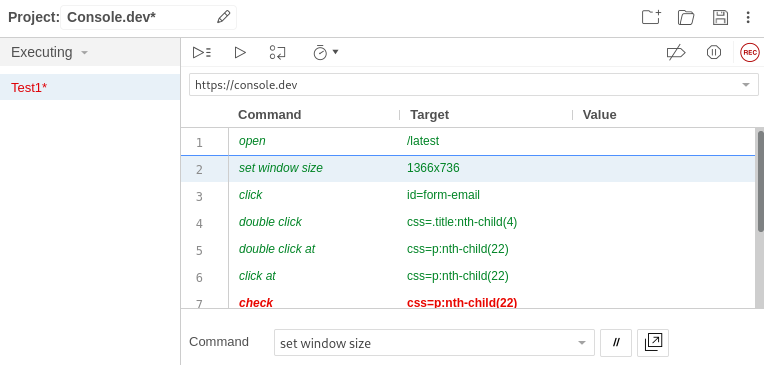 Project: Console.dev*
Executing
Test1*
REC
https://console.dev
Command Target Value
1 open /latest
2 set window size 1366x736
3 click id=form-email
4 double click css=.title:nth-child(4)
5 double click at css=p:nth-child(22)
6 click at css=p:nth-child(22)
7 check css=p:nth-child(22)
Command set window size //